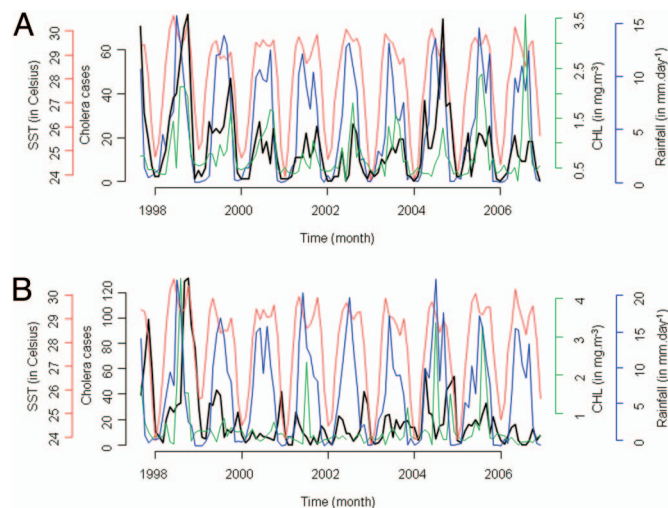 A
SST (in Celsius)
24 25 26 27 28 29 30
Cholera cases
0 20 40 60
CHL (in mg.m⁻³)
0.5 1.5 2.5 3.5
Rainfall (in mm.day⁻¹)
0 5 10 15
1998 2000 2002 2004 2006
Time (month)
B
SST (in Celsius)
24 25 26 27 28 29 30
Cholera cases
0 20 40 60 80 100 120
CHL (in mg.m⁻³)
1 2 3 4
Rainfall (in mm.day⁻¹)
0 5 10 15 20
1998 2000 2002 2004 2006
Time (month)